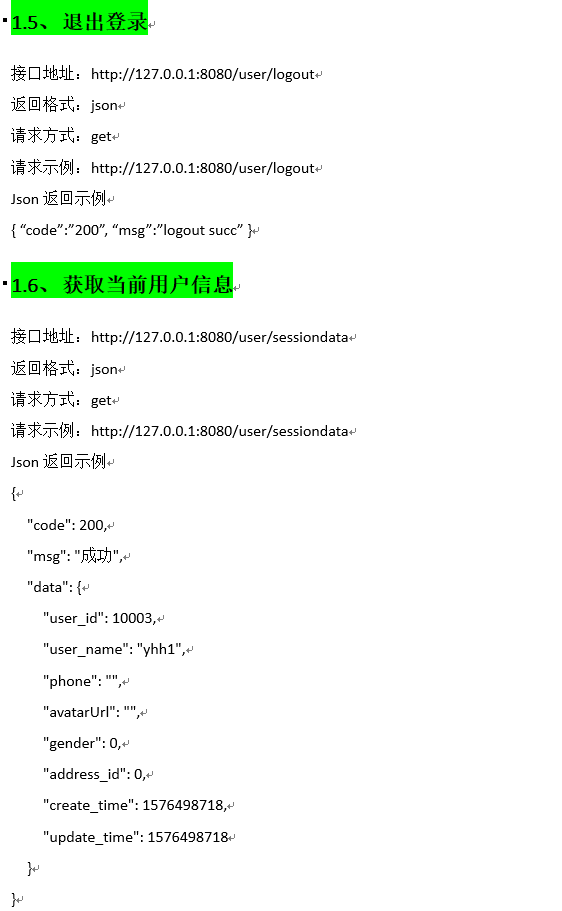 1.5、退出登录
接口地址：http://127.0.0.1:8080/user/logout
返回格式：json
请求方式：get
请求示例：http://127.0.0.1:8080/user/logout
Json 返回示例
{ “code”:”200”, “msg”:”logout succ” }
1.6、获取当前用户信息
接口地址：http://127.0.0.1:8080/user/sessiondata
返回格式：json
请求方式：get
请求示例：http://127.0.0.1:8080/user/sessiondata
Json 返回示例
{
"code": 200,
"msg": "成功",
"data": {
"user_id": 10003,
"user_name": "yhh1",
"phone": "",
"avatarUrl": "",
"gender": 0,
"address_id": 0,
"create_time": 1576498718,
"update_time": 1576498718
}
}